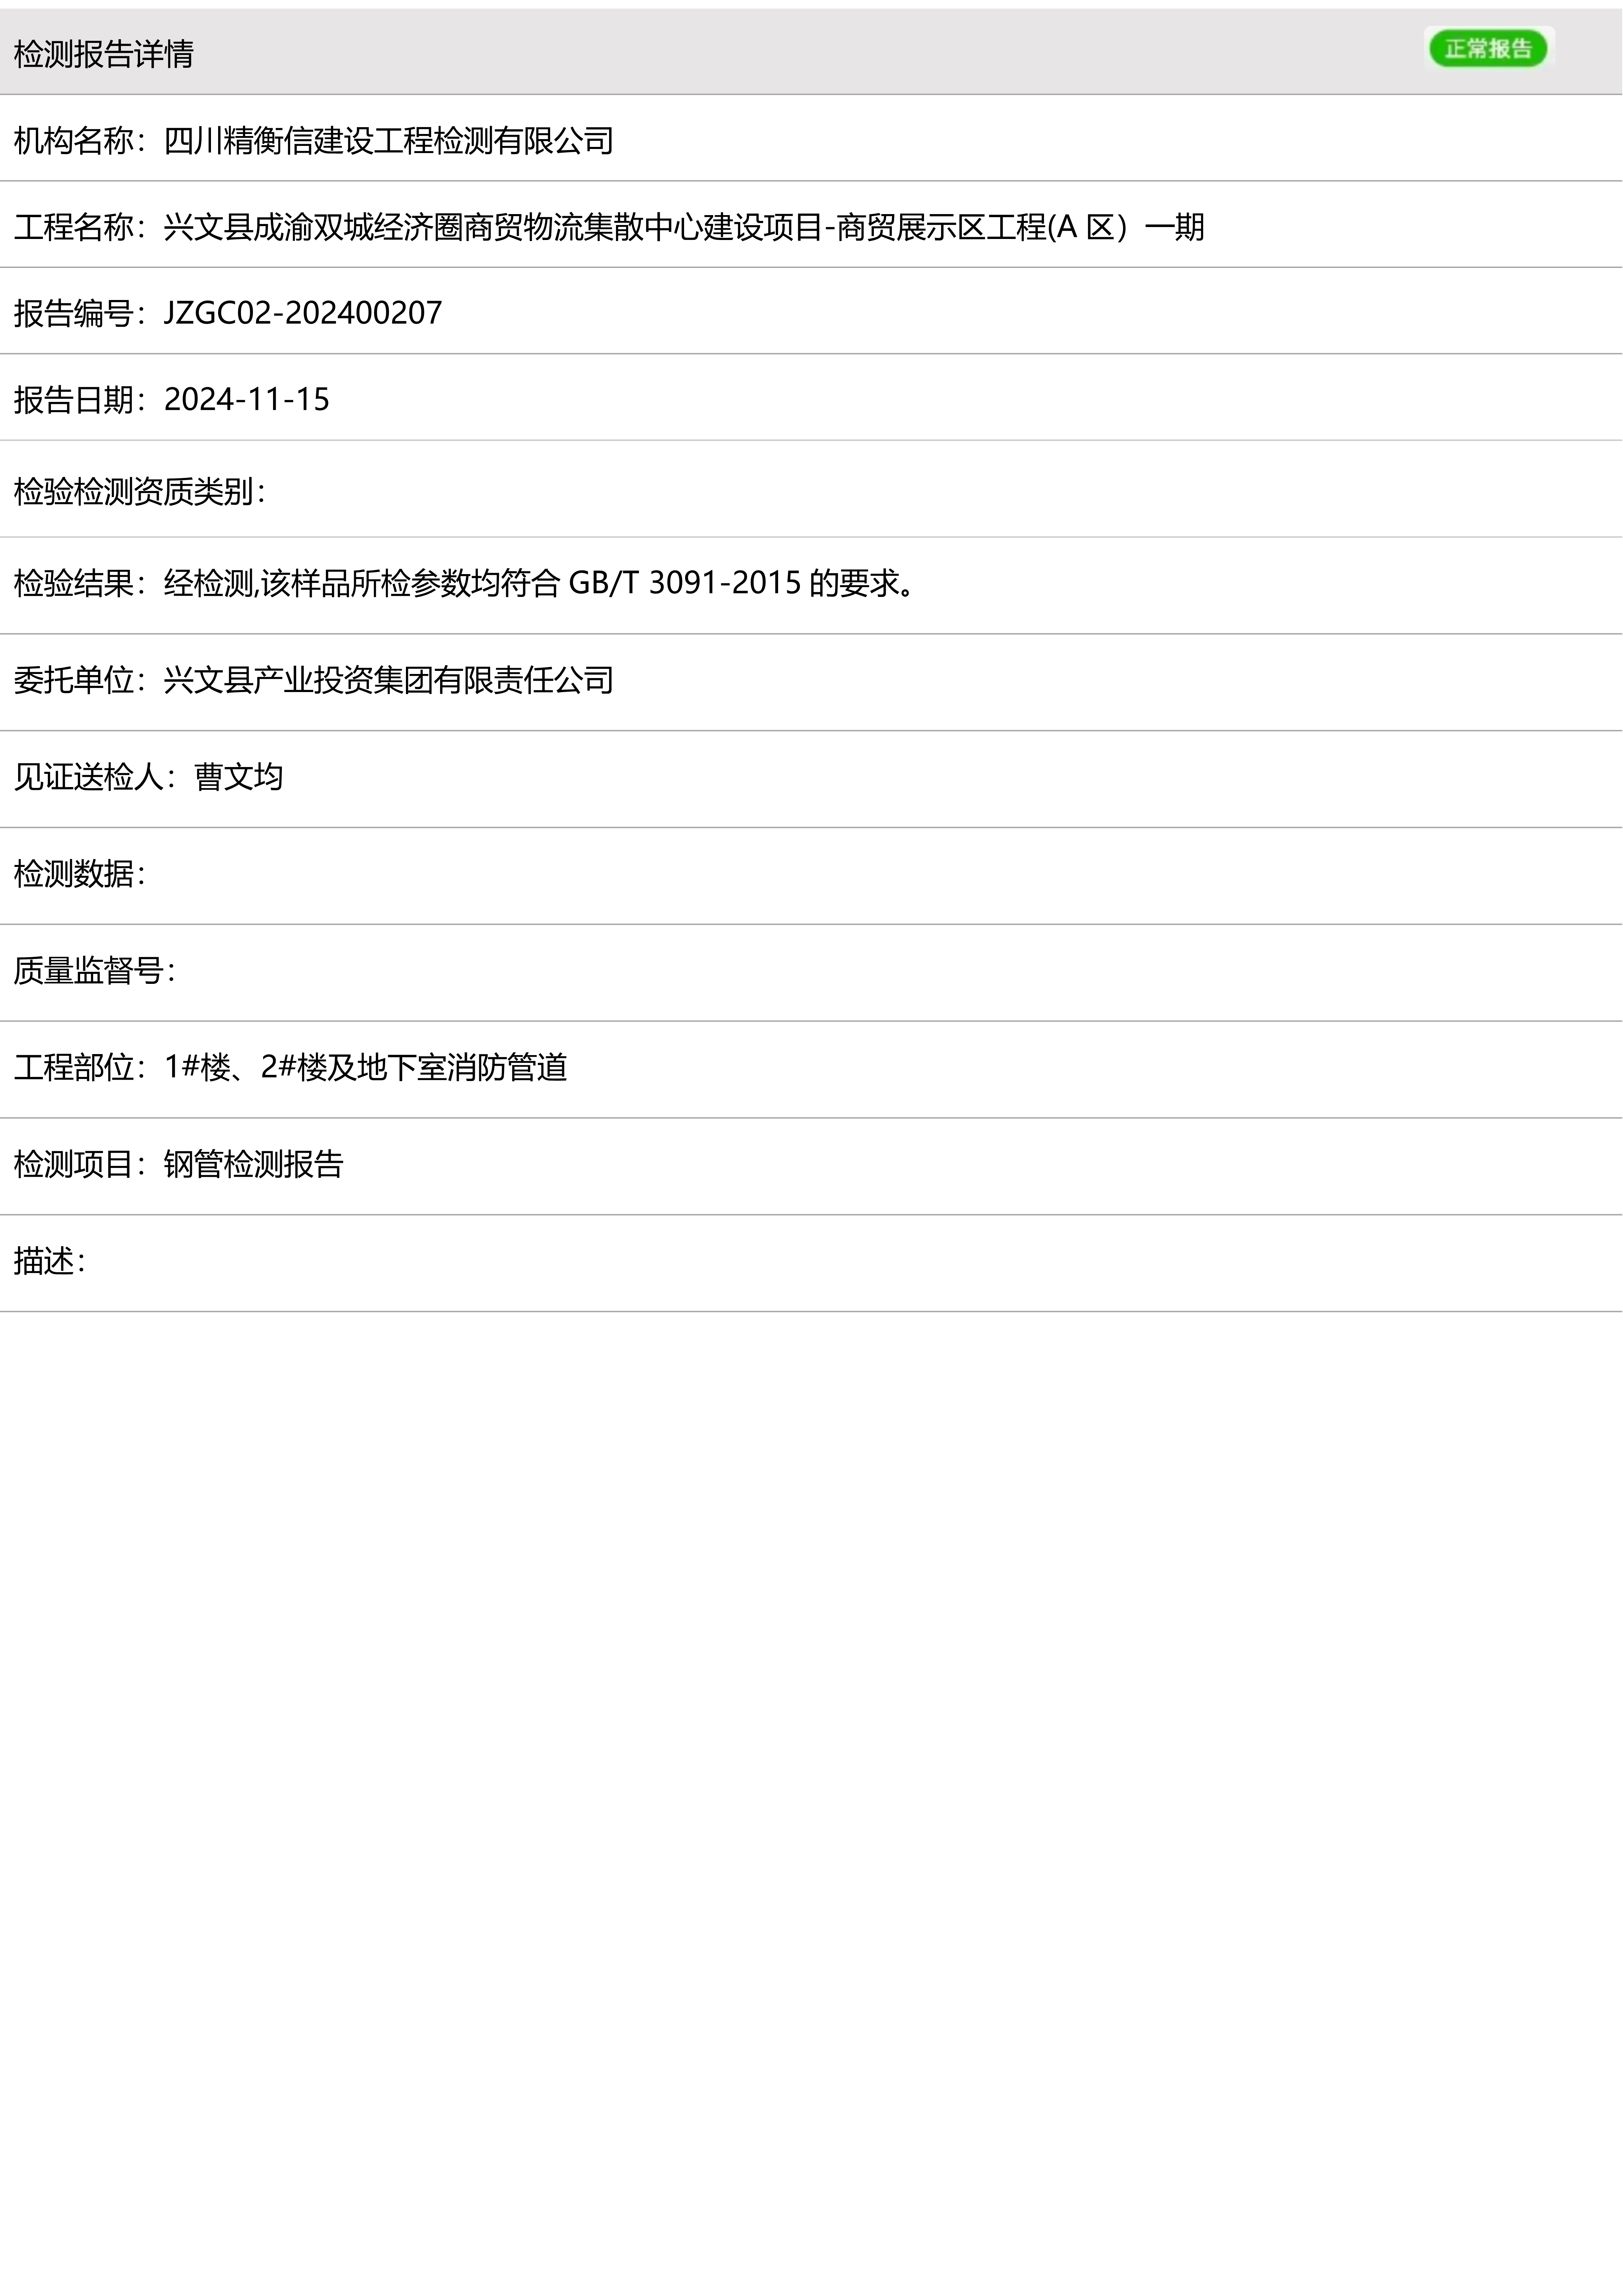 检测报告详情 正常报告
机构名称：四川精衡信建设工程检测有限公司
工程名称：兴文县成渝双城经济圈商贸物流集散中心建设项目-商贸展示区工程(A 区）一期
报告编号：JZGC02-202400207
报告日期：2024-11-15
检验检测资质类别：
检验结果：经检测,该样品所检参数均符合 GB/T 3091-2015 的要求。
委托单位：兴文县产业投资集团有限责任公司
见证送检人：曹文均
检测数据：
质量监督号：
工程部位：1#楼、2#楼及地下室消防管道
检测项目：钢管检测报告
描述：